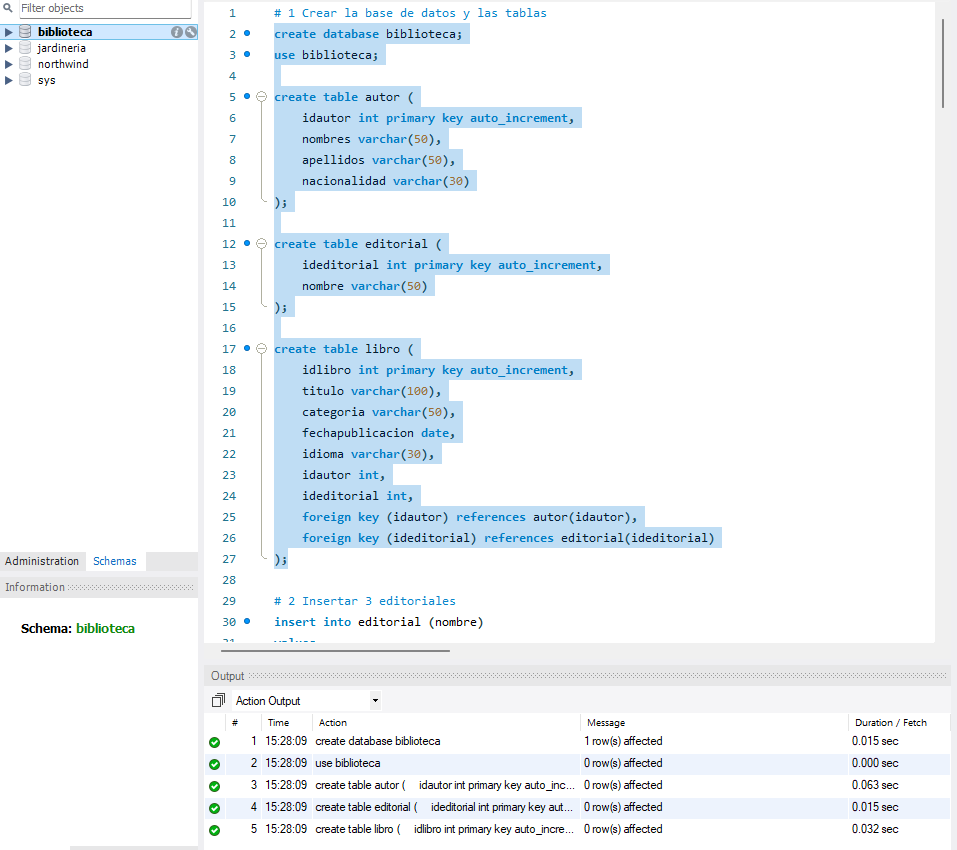 Filter objects
biblioteca
jardineria
northwind
sys
Administration Schemas
Information
Schema: biblioteca
1 # 1 Crear la base de datos y las tablas
2 create database biblioteca;
3 use biblioteca;
4
5 create table autor (
6 idautor int primary key auto_increment,
7 nombres varchar(50),
8 apellidos varchar(50),
9 nacionalidad varchar(30)
10 );
11
12 create table editorial (
13 ideditorial int primary key auto_increment,
14 nombre varchar(50)
15 );
16
17 create table libro (
18 idlibro int primary key auto_increment,
19 titulo varchar(100),
20 categoria varchar(50),
21 fechapublicacion date,
22 idioma varchar(30),
23 idautor int,
24 ideditorial int,
25 foreign key (idautor) references autor(idautor),
26 foreign key (ideditorial) references editorial(ideditorial)
27 );
28
29 # 2 Insertar 3 editoriales
30 insert into editorial (nombre)
Output
Action Output
# Time Action Message Duration / Fetch
1 15:28:09 create database biblioteca 1 row(s) affected 0.015 sec
2 15:28:09 use biblioteca 0 row(s) affected 0.000 sec
3 15:28:09 create table autor ( idautor int primary key auto_inc... 0 row(s) affected 0.063 sec
4 15:28:09 create table editorial ( ideditorial int primary key aut... 0 row(s) affected 0.015 sec
5 15:28:09 create table libro ( idlibro int primary key auto_incre... 0 row(s) affected 0.032 sec